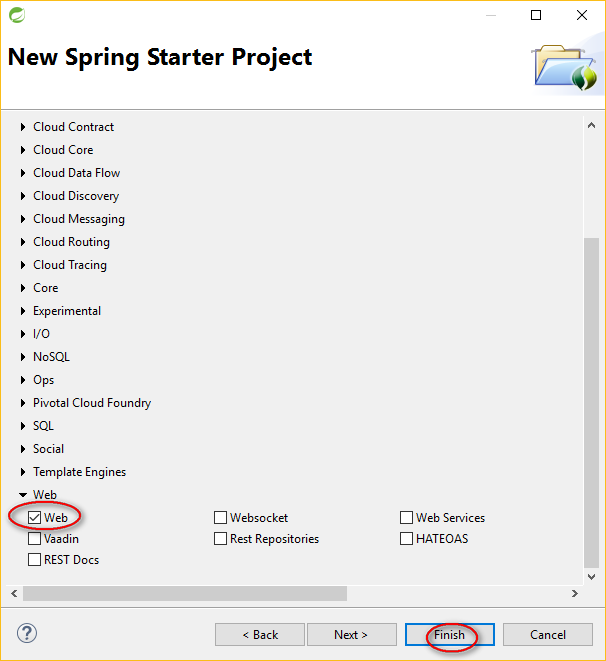 New Spring Starter Project
Cloud Contract
Cloud Core
Cloud Data Flow
Cloud Discovery
Cloud Messaging
Cloud Routing
Cloud Tracing
Core
Experimental
I/O
NoSQL
Ops
Pivotal Cloud Foundry
SQL
Social
Template Engines
Web
Web Websocket Web Services
Vaadin Rest Repositories HATEOAS
REST Docs
? < Back Next > Finish Cancel